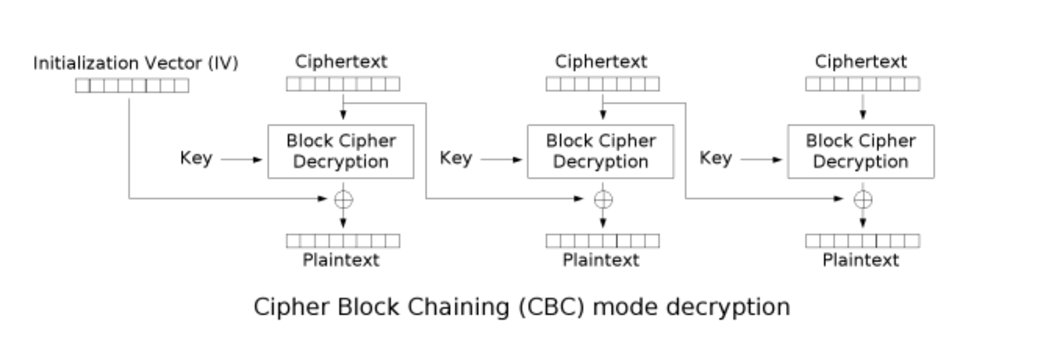 Initialization Vector (IV)
Ciphertext
Ciphertext
Ciphertext
Key
Block Cipher
Decryption
Key
Block Cipher
Decryption
Key
Block Cipher
Decryption
Plaintext
Plaintext
Plaintext
Cipher Block Chaining (CBC) mode decryption